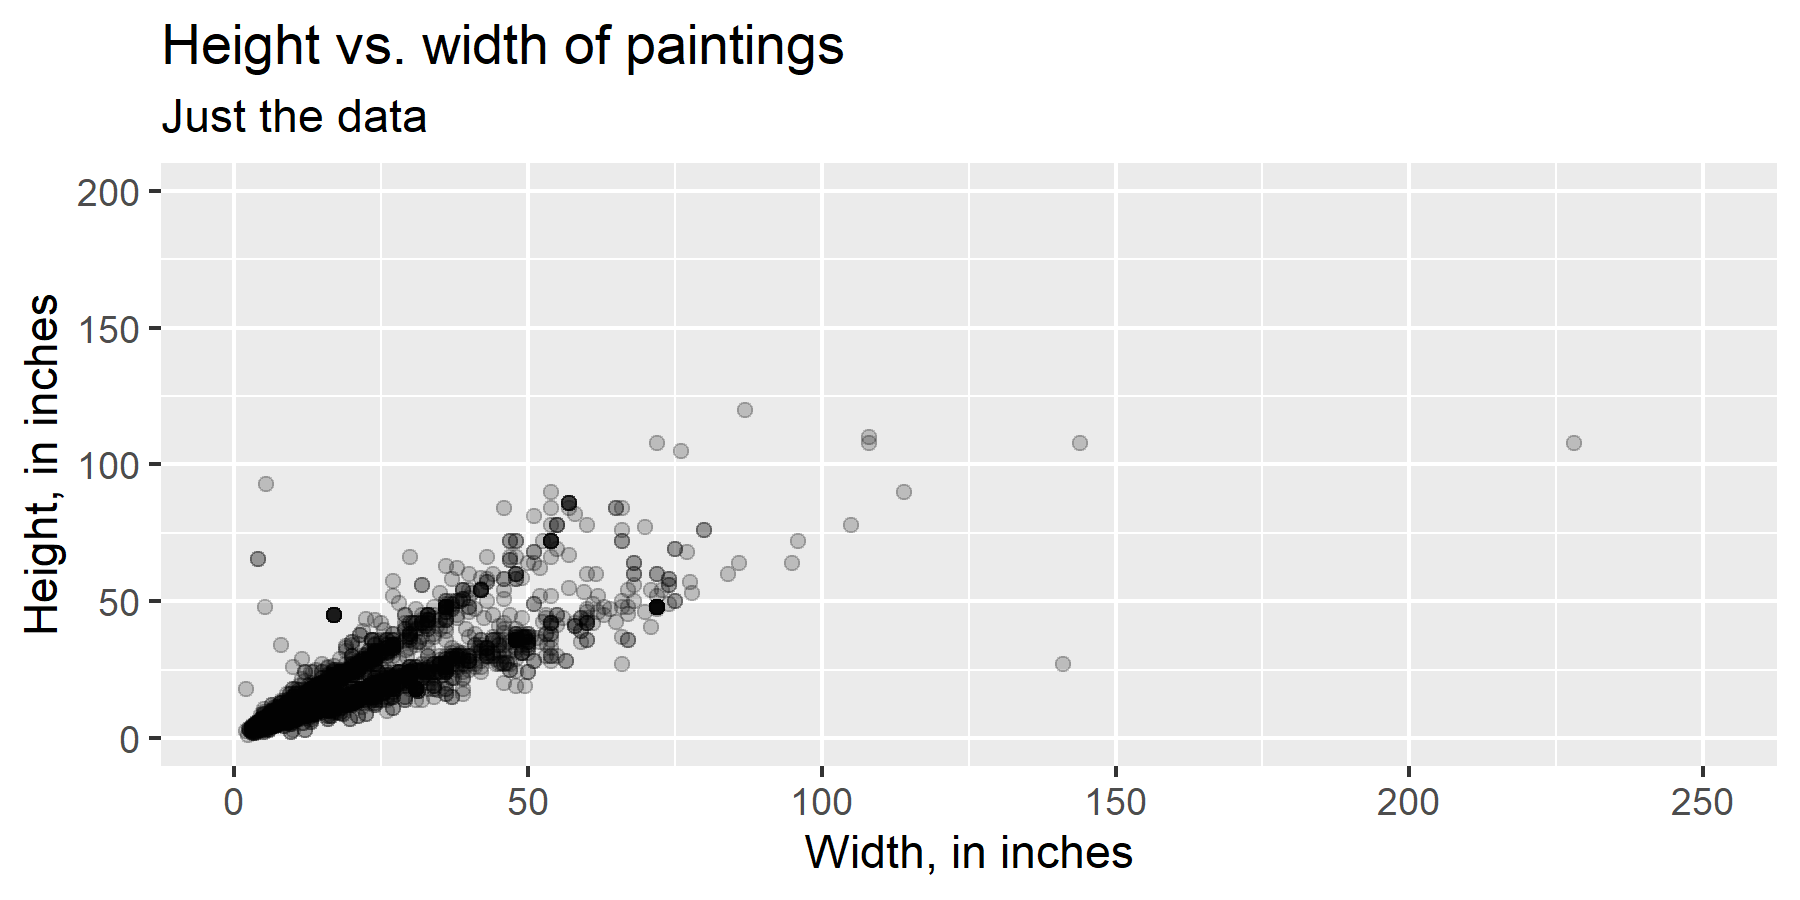 Height vs. width of paintings
Just the data
200
150
100
50
0
Height, in inches
0 50 100 150 200 250
Width, in inches